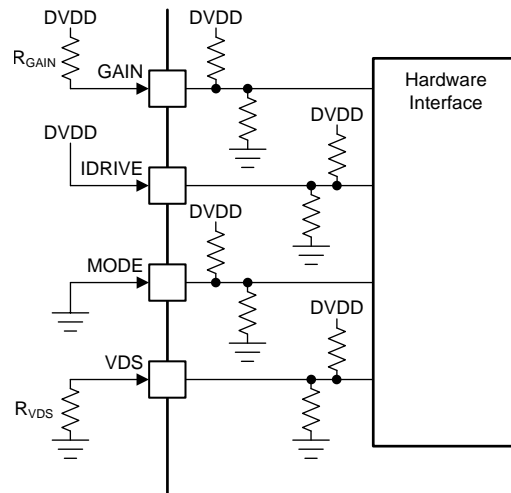 DVDD
DVDD
R_GAIN
GAIN
Hardware
Interface
DVDD
DVDD
IDRIVE
DVDD
MODE
DVDD
VDS
R_VDS